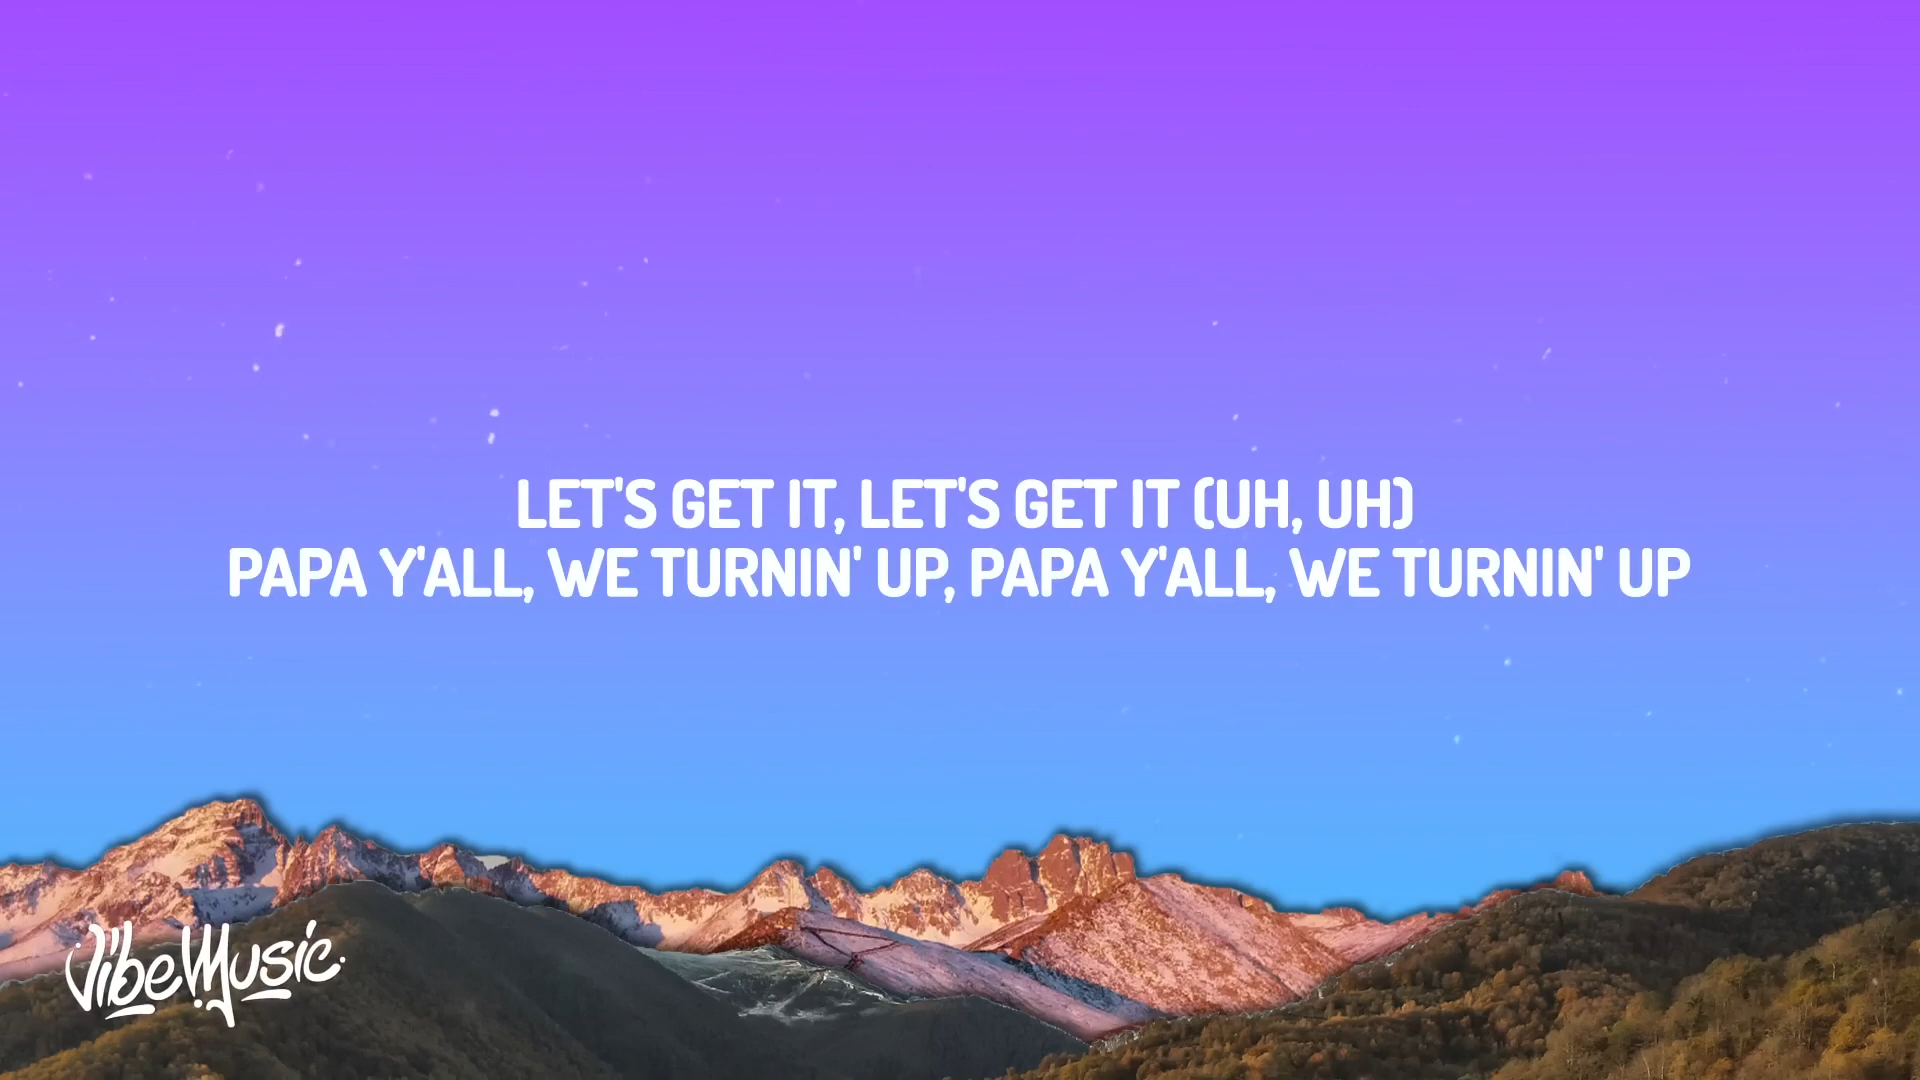 LET'S GET IT, LET'S GET IT (UH, UH)
PAPA Y'ALL, WE TURNIN' UP, PAPA Y'ALL, WE TURNIN' UP
VibeMusic